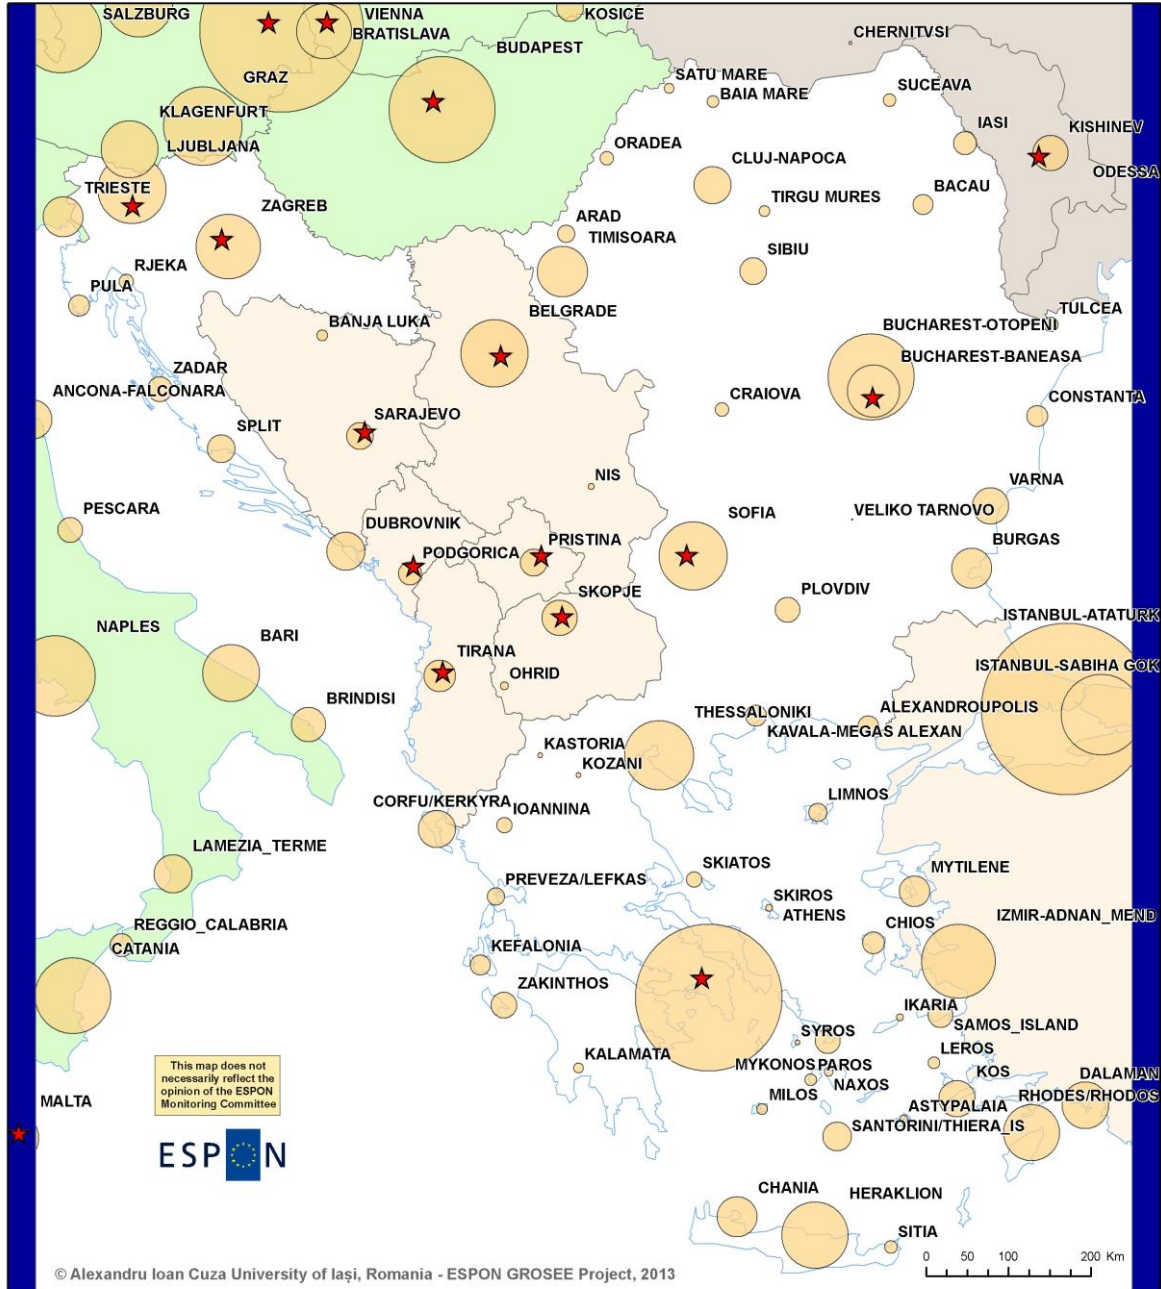 SALZBURG
VIENNA
BRATISLAVA
KOSICE
BUDAPEST
CHERNITVSI
GRAZ
SATU MARE
BAIA MARE
SUCEAVA
KLAGENFURT
LJUBLJANA
ORADEA
IASI
KISHINEV
CLUJ-NAPOCA
ODESSA
TRIESTE
ZAGREB
TIRGU MURES
BACAU
ARAD
TIMISOARA
SIBIU
RJEKA
PULA
BELGRADE
TULCEA
BANJA LUKA
BUCHAREST-OTOPENI
BUCHAREST-BANEASA
ZADAR
ANCONA-FALCONARA
CRAIOVA
CONSTANTA
SARAJEVO
SPLIT
NIS
VARNA
PESCARA
SOFIA
VELIKO TARNOVO
DUBROVNIK
PODGORICA
PRISTINA
BURGAS
SKOPJE
PLOVDIV
ISTANBUL-ATATURK
NAPLES
BARI
TIRANA
OHRID
ISTANBUL-SABIHA GOK
BRINDISI
THESSALONIKI
ALEXANDROUPOLIS
KAVALA-MEGAS ALEXAN
KASTORIA
KOZANI
CORFU/KERKYRA
IOANNINA
LIMNOS
LAMEZIA_TERME
SKIATOS
MYTILENE
PREVEZA/LEFKAS
SKIROS
ATHENS
REGGIO_CALABRIA
CATANIA
CHIOS
IZMIR-ADNAN_MEND
KEFALONIA
ZAKINTHOS
IKARIA
SAMOS_ISLAND
SYROS
KALAMATA
MYKONOS
PAROS
LEROS
NAXOS
KOS
DALAMAN
MILOS
RHODES/RHODOS
ASTYPALAIA
SANTORINI/THIERA_IS
MALTA
This map does not
necessarily reflect the
opinion of the ESPON
Monitoring Committee
ESPON
CHANIA
HERAKLION
SITIA
0 50 100 200 Km
© Alexandru Ioan Cuza University of Iași, Romania - ESPON GROSEE Project, 2013